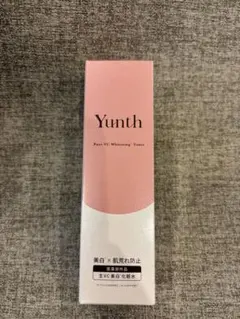 Yunth
Pure VC Whitening Toner
美白 × 肌荒れ防止
医薬部外品
生VC美白化粧水